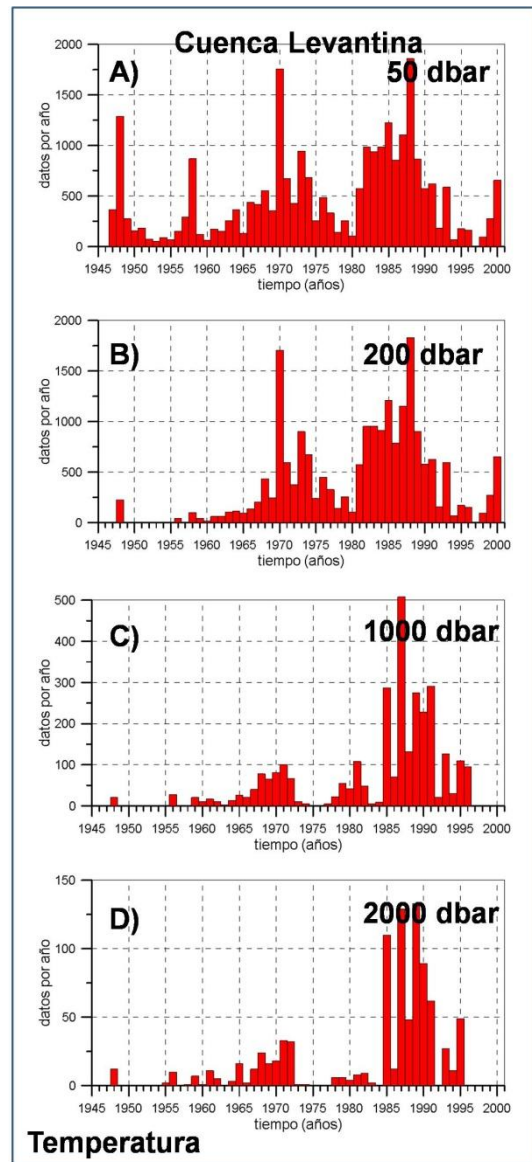 Cuenca Levantina
A)
50 dbar
2000
1500
1000
500
0
datos por año
1945 1950 1955 1960 1965 1970 1975 1980 1985 1990 1995 2000
tiempo (años)
B)
200 dbar
2000
1500
1000
500
0
datos por año
1945 1950 1955 1960 1965 1970 1975 1980 1985 1990 1995 2000
tiempo (años)
C)
1000 dbar
500
400
300
200
100
0
datos por año
1945 1950 1955 1960 1965 1970 1975 1980 1985 1990 1995 2000
tiempo (años)
D)
2000 dbar
150
100
50
0
datos por año
1945 1950 1955 1960 1965 1970 1975 1980 1985 1990 1995 2000
tiempo (años)
Temperatura